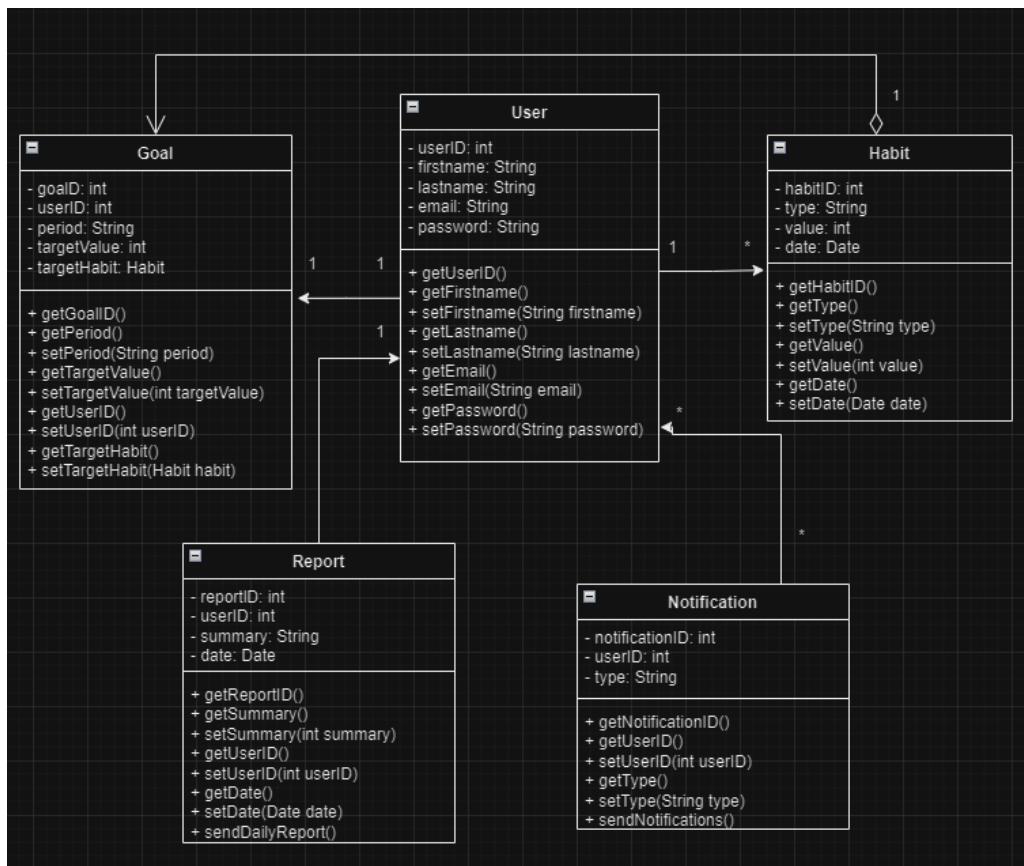 1
User
- userID: int
- firstname: String
- lastname: String
- email: String
- password: String
+ getUserID()
+ getFirstname()
+ setFirstname(String firstname)
+ getLastname()
+ setLastname(String lastname)
+ getEmail()
+ setEmail(String email)
+ getPassword()
+ setPassword(String password)
Goal
- goalD: int
- userID: int
- period: String
- targetValue: int
- targetHabit: Habit
+ getGoalID()
+ getPeriod()
+ setPeriod(String period)
+ getTargetValue()
+ setTargetValue(int targetValue)
+ getUserID()
+ setUserID(int userID)
+ getTargetHabit()
+ setTargetHabit(Habit habit)
1
1
1
1
*
Habit
- habitID: int
- type: String
- value: int
- date: Date
+ getHabitID()
+ getType()
+ setType(String type)
+ getValue()
+ setValue(int value)
+ getDate()
+ setDate(Date date)
*
*
Report
- reportID: int
- userID: int
- summary: String
- date: Date
+ getReportID()
+ getSummary()
+ setSummary(int summary)
+ getUserID()
+ setUserID(int userID)
+ getDate()
+ setDate(Date date)
+ sendDailyReport()
Notification
- notificationID: int
- userID: int
- type: String
+ getNotificationID()
+ getUserID()
+ setUserID(int userID)
+ getType()
+ setType(String type)
+ sendNotifications()